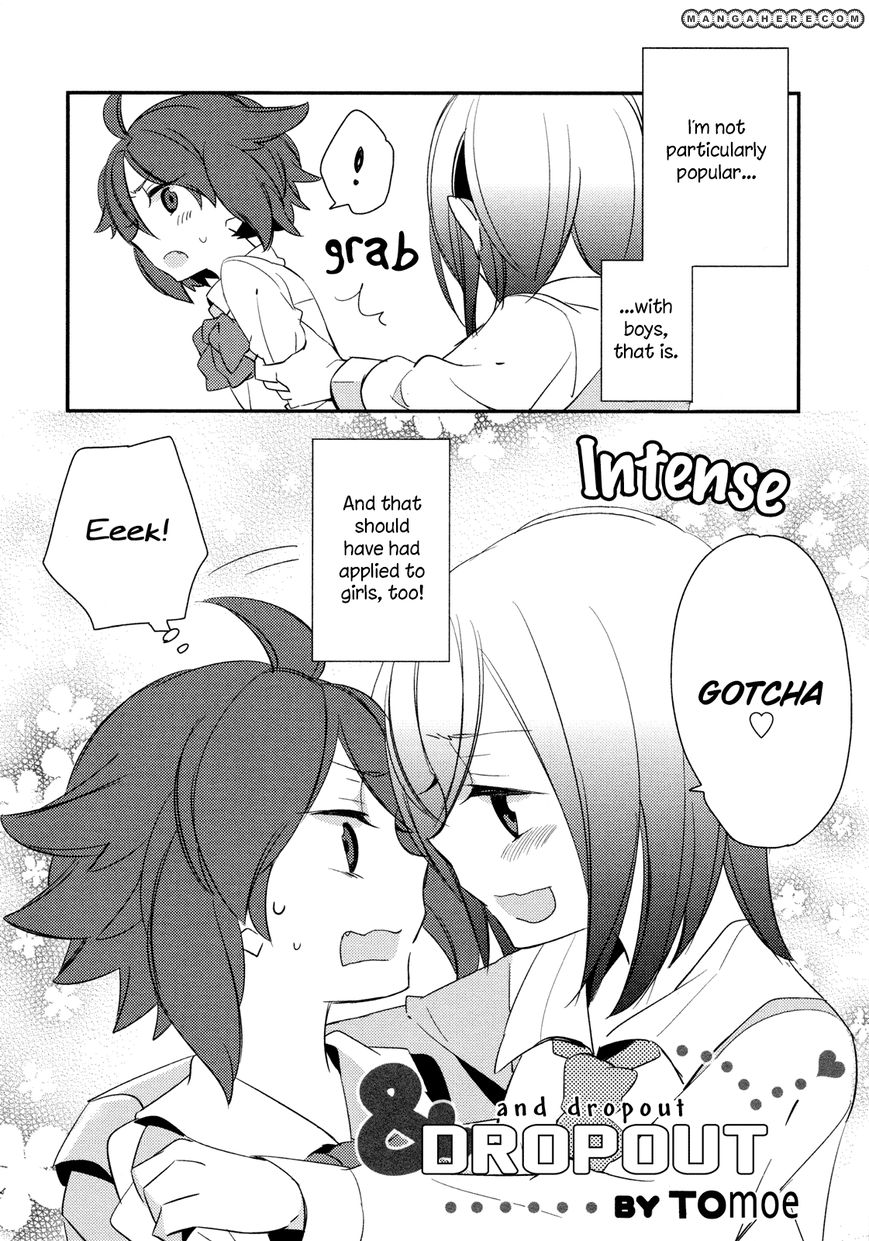 MANGAHERE.COM
I'm not
particularly
popular...
!
grab
...with
boys,
that is.
Intense
And that
should
have had
applied to
girls, too!
Eeek!
GOTCHA
♡
and dropout
& DROPOUT
BY TOmoe